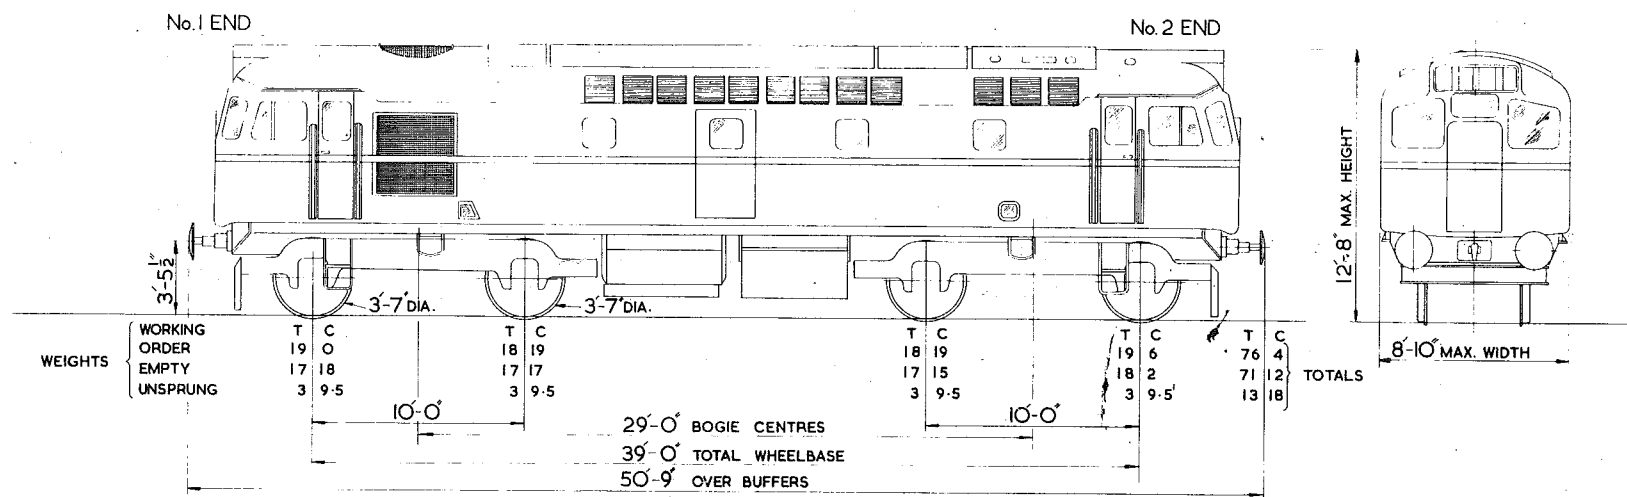 No. 1 END
No. 2 END
12'-8" MAX. HEIGHT
3'-5½"
3'-7" DIA.
3'-7" DIA.
WEIGHTS
WORKING ORDER
T C T C T C T C T C
19 0 18 19 18 19 19 6 76 4
EMPTY 17 18 17 17 17 15 18 2 71 12 TOTALS
UNSPRUNG 3 9·5 3 9·5 3 9·5 3 9·5 13 18
8'-10" MAX. WIDTH
10'-0"
10'-0"
29'-0" BOGIE CENTRES
39'-0" TOTAL WHEELBASE
50'-9" OVER BUFFERS